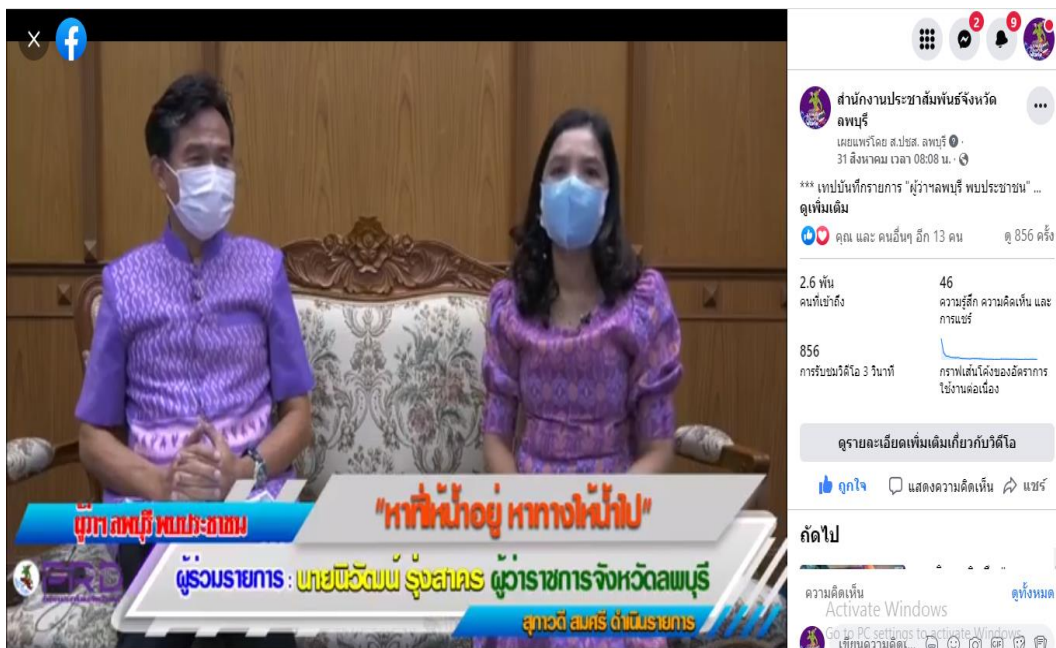 ผู้ว่าฯ ลพบุรี พบประชาชน
"หาที่ให้น้ำอยู่ หาทางให้น้ำไป"
ผู้ร่วมรายการ : นายนิวัฒน์ รุ่งสาคร ผู้ว่าราชการจังหวัดลพบุรี
สุภาวดี สมศรี ดำเนินรายการ
2
9
สำนักงานประชาสัมพันธ์จังหวัด
ลพบุรี
เผยแพร่โดย ส.ปชส. ลพบุรี
31 สิงหาคม เวลา 08:08 น.
*** เทปบันทึกรายการ "ผู้ว่าฯลพบุรี พบประชาชน" ...
ดูเพิ่มเติม
คุณ และ คนอื่นๆ อีก 13 คน ดู 856 ครั้ง
2.6 พัน
คนที่เข้าถึง
46
ความรู้สึก ความคิดเห็น และ
การแชร์
856
การรับชมวิดีโอ 3 วินาที
กราฟเส้นโค้งของอัตราการ
ใช้งานต่อเนื่อง
ดูรายละเอียดเพิ่มเติมเกี่ยวกับวิดีโอ
ถูกใจ แสดงความคิดเห็น แชร์
ถัดไป
ความคิดเห็น ดูทั้งหมด
Activate Windows
Go to PC settings to activate Windows.